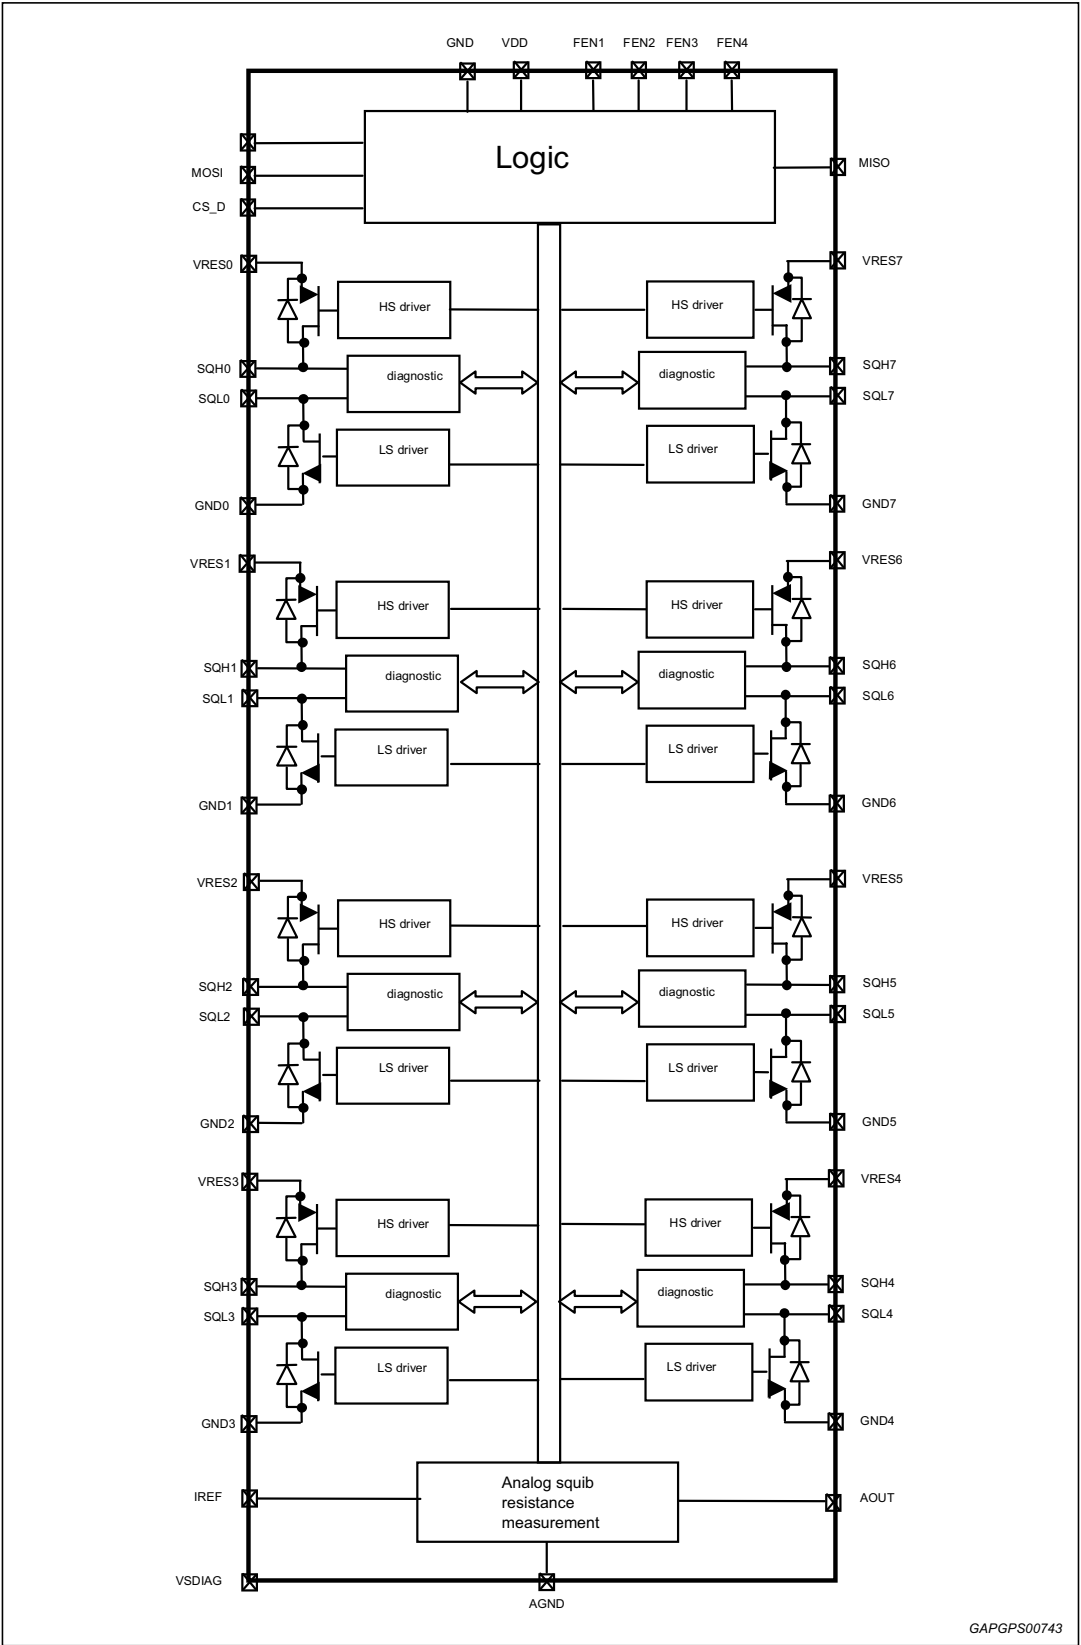 GND VDD FEN1 FEN2 FEN3 FEN4
Logic
MOSI
MISO
CS_D
VRES0
VRES7
HS driver
HS driver
SQH0
diagnostic
diagnostic
SQH7
SQL0
SQL7
LS driver
LS driver
GND0
GND7
VRES1
VRES6
HS driver
HS driver
SQH1
diagnostic
diagnostic
SQH6
SQL1
SQL6
LS driver
LS driver
GND1
GND6
VRES2
VRES5
HS driver
HS driver
SQH2
diagnostic
diagnostic
SQH5
SQL2
SQL5
LS driver
LS driver
GND2
GND5
VRES3
VRES4
HS driver
HS driver
SQH3
diagnostic
diagnostic
SQH4
SQL3
SQL4
LS driver
LS driver
GND3
GND4
IREF
Analog squib
resistance
measurement
AOUT
VSDIAG
AGND
GAPGPS00743